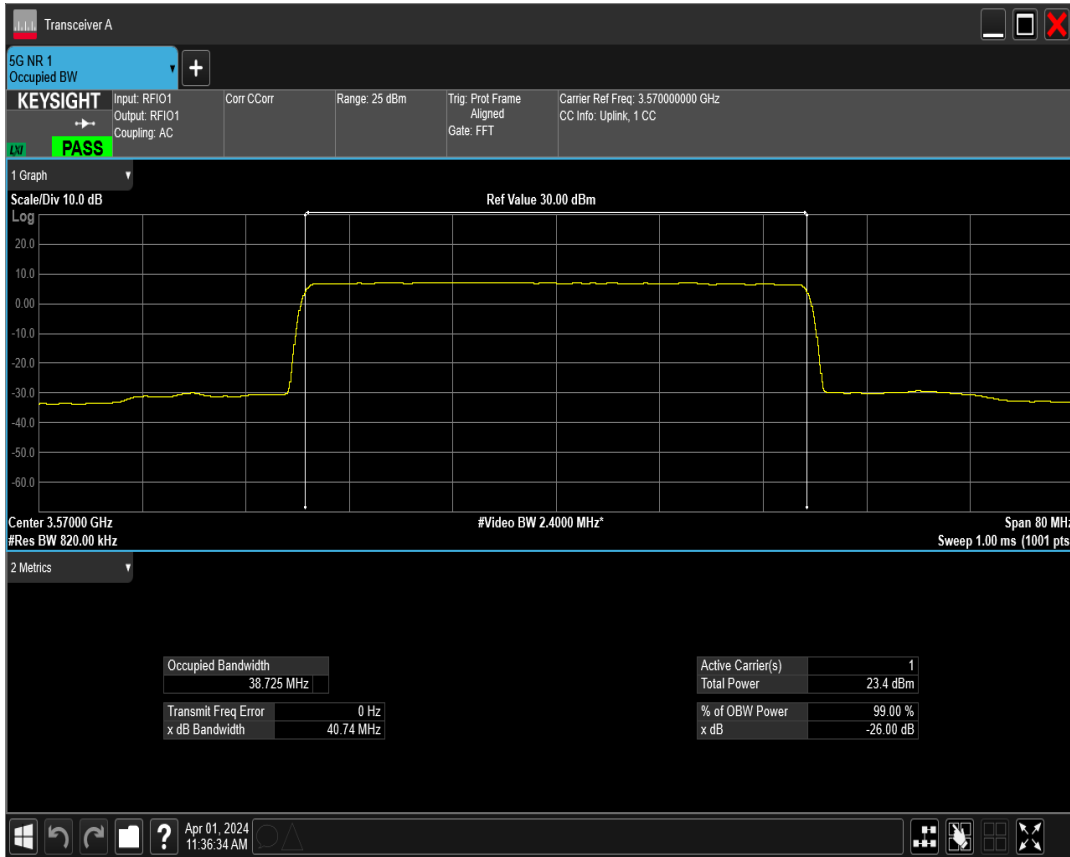 Transceiver A
5G NR 1
Occupied BW
KEYSIGHT
LXI
PASS
Input: RFIO1
Output: RFIO1
Coupling: AC
Corr CCorr
Range: 25 dBm
Trig: Prot Frame
Aligned
Gate: FFT
Carrier Ref Freq: 3.570000000 GHz
CC Info: Uplink, 1 CC
1 Graph
Scale/Div 10.0 dB
Ref Value 30.00 dBm
Log
20.0
10.0
0.00
-10.0
-20.0
-30.0
-40.0
-50.0
-60.0
Center 3.57000 GHz
#Video BW 2.4000 MHz*
Span 80 MHz
#Res BW 820.00 kHz
Sweep 1.00 ms (1001 pts
2 Metrics
Occupied Bandwidth
38.725 MHz
Transmit Freq Error 0 Hz
x dB Bandwidth 40.74 MHz
Active Carrier(s) 1
Total Power 23.4 dBm
% of OBW Power 99.00 %
x dB -26.00 dB
?
Apr 01, 2024
11:36:34 AM